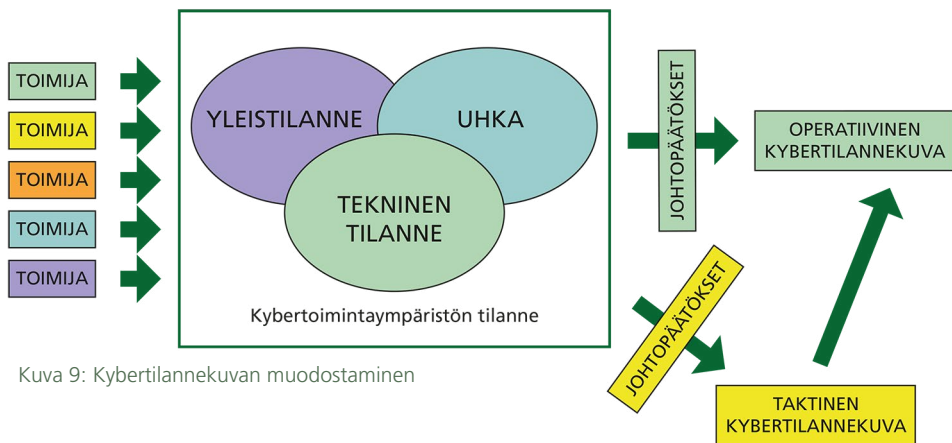 TOIMIJA
TOIMIJA
TOIMIJA
TOIMIJA
TOIMIJA
YLEISTILANNE
UHKA
TEKNINEN
TILANNE
Kybertoimintaympäristön tilanne
JOHTOPÄÄTÖKSET
OPERATIIVINEN
KYBERTILANNEKUVA
JOHTOPÄÄTÖKSET
TAKTINEN
KYBERTILANNEKUVA
Kuva 9: Kybertilannekuvan muodostaminen